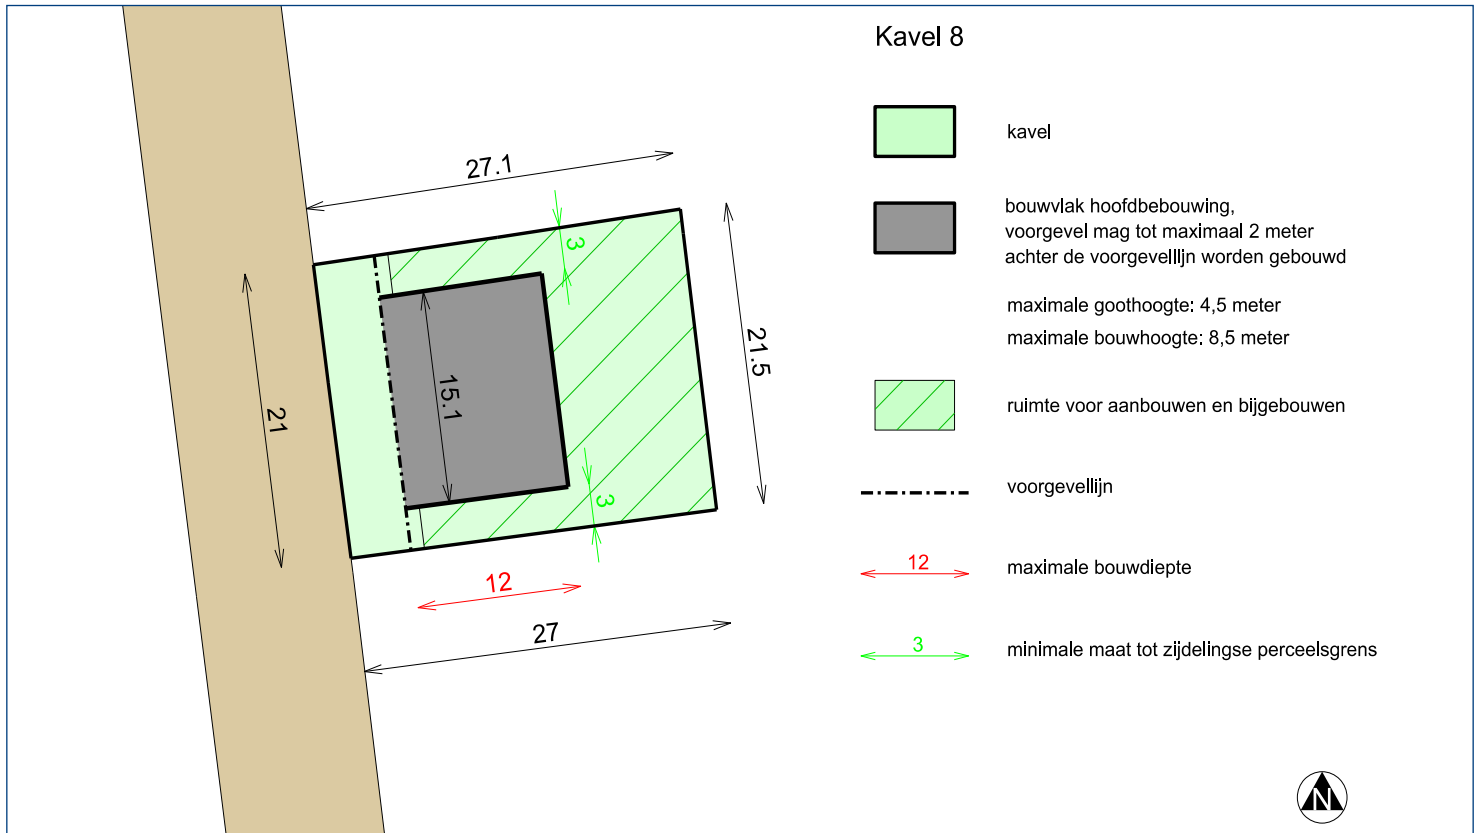 Kavel 8
kavel
bouwvlak hoofdbebouwing,
voorgevel mag tot maximaal 2 meter
achter de voorgevelllijn worden gebouwd
maximale goothoogte: 4,5 meter
maximale bouwhoogte: 8,5 meter
ruimte voor aanbouwen en bijgebouwen
voorgevellijn
12
maximale bouwdiepte
3
minimale maat tot zijdelingse perceelsgrens
27.1
3
21.5
21
15.1
3
12
27
N